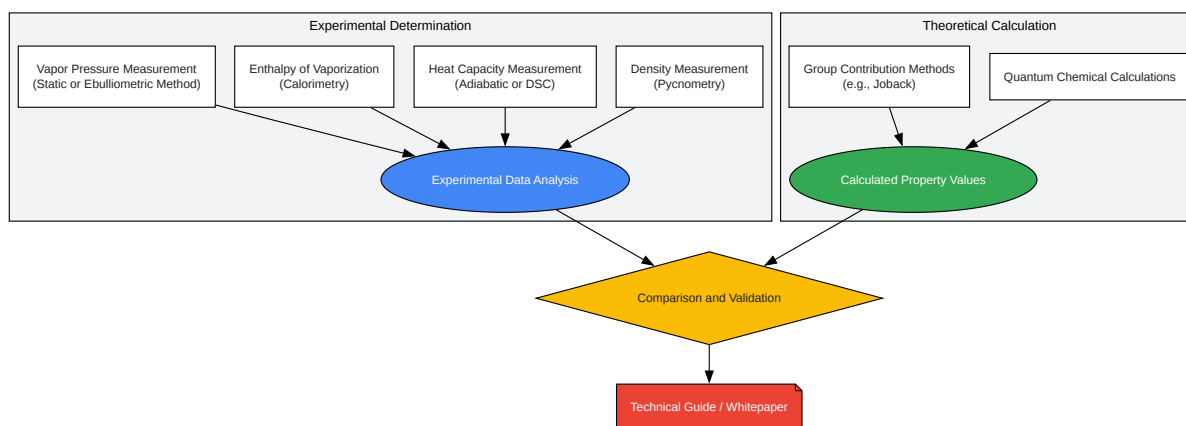 Experimental Determination
Theoretical Calculation
Vapor Pressure Measurement
(Static or Ebulliometric Method)
Enthalpy of Vaporization
(Calorimetry)
Heat Capacity Measurement
(Adiabatic or DSC)
Density Measurement
(Pycnometry)
Group Contribution Methods
(e.g., Joback)
Quantum Chemical Calculations
Experimental Data Analysis
Calculated Property Values
Comparison and Validation
Technical Guide / Whitepaper